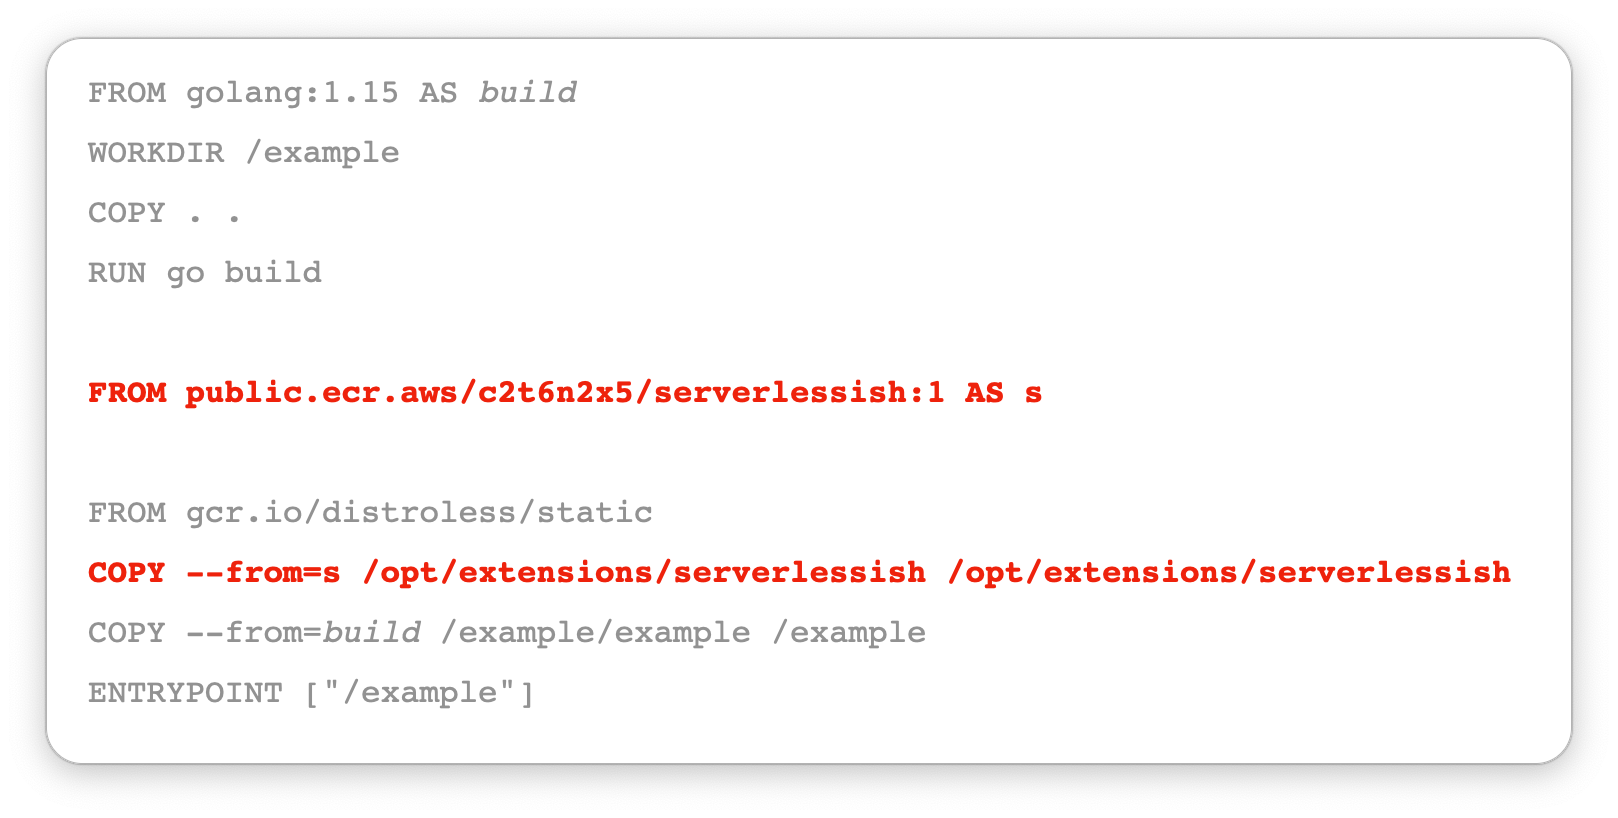 FROM golang:1.15 AS build
WORKDIR /example
COPY . .
RUN go build
FROM public.ecr.aws/c2t6n2x5/serverlessish:1 AS s
FROM gcr.io/distroless/static
COPY --from=s /opt/extensions/serverlessish /opt/extensions/serverlessish
COPY --from=build /example/example /example
ENTRYPOINT ["/example"]